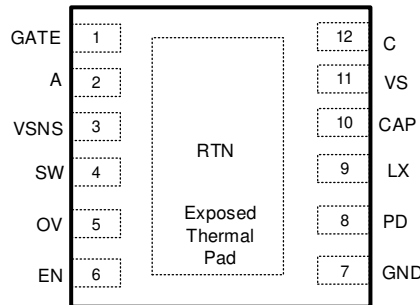 GATE 1
A 2
VSNS 3
SW 4
OV 5
EN 6
RTN
Exposed
Thermal
Pad
12 C
11 VS
10 CAP
9 LX
8 PD
7 GND